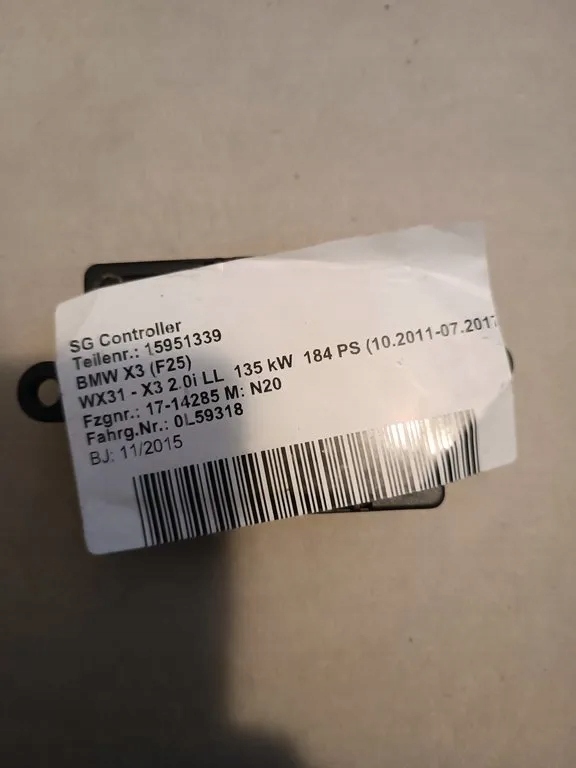 SG Controller
Teilenr.: 15951339
BMW X3 (F25)
WX31 - X3 2.0i LL 135 kW 184 PS (10.2011-07.2017
Fzgnr.: 17-14285 M: N20
Fahrg.Nr.: 0L59318
BJ: 11/2015